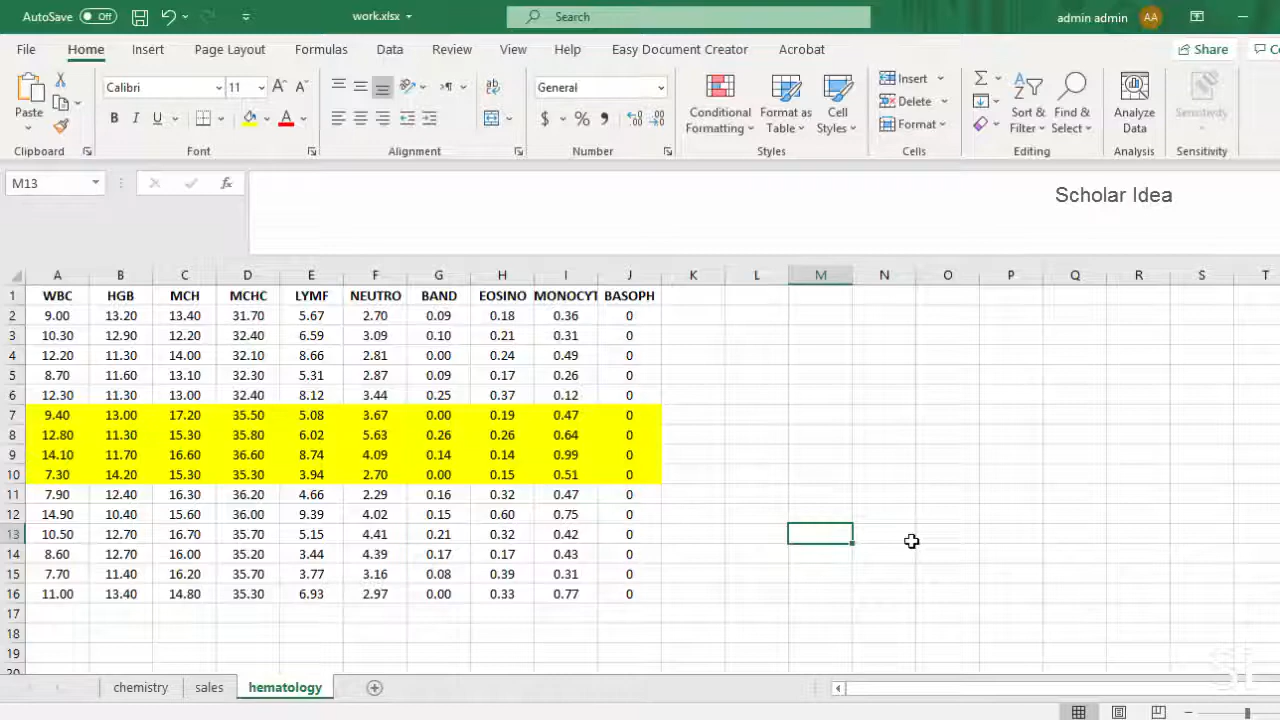 AutoSave Off work.xlsx Search admin admin AA
File Home Insert Page Layout Formulas Data Review View Help Easy Document Creator Acrobat Share
Calibri 11 General Insert
Paste B I U A $ % Conditional Formatting Format as Table Cell Styles Delete Format Sort & Filter Find & Select Analyze Data Sensitivity
Clipboard Font Alignment Number Styles Cells Editing Analysis Sensitivity
M13 fx Scholar Idea
A B C D E F G H I J K L M N O P Q R S T
1 WBC HGB MCH MCHC LYMF NEUTRO BAND EOSINO MONOCYT BASOPH
2 9.00 13.20 13.40 31.70 5.67 2.70 0.09 0.18 0.36 0
3 10.30 12.90 12.20 32.40 6.59 3.09 0.10 0.21 0.31 0
4 12.20 11.30 14.00 32.10 8.66 2.81 0.00 0.24 0.49 0
5 8.70 11.60 13.10 32.30 5.31 2.87 0.09 0.17 0.26 0
6 12.30 11.30 13.00 32.40 8.12 3.44 0.25 0.37 0.12 0
7 9.40 13.00 17.20 35.50 5.08 3.67 0.00 0.19 0.47 0
8 12.80 11.30 15.30 35.80 6.02 5.63 0.26 0.26 0.64 0
9 14.10 11.70 16.60 36.60 8.74 4.09 0.14 0.14 0.99 0
10 7.30 14.20 15.30 35.30 3.94 2.70 0.00 0.15 0.51 0
11 7.90 12.40 16.30 36.20 4.66 2.29 0.16 0.32 0.47 0
12 14.90 10.40 15.60 36.00 9.39 4.02 0.15 0.60 0.75 0
13 10.50 12.70 16.70 35.70 5.15 4.41 0.21 0.32 0.42 0
14 8.60 12.70 16.00 35.20 3.44 4.39 0.17 0.17 0.43 0
15 7.70 11.40 16.20 35.70 3.77 3.16 0.08 0.39 0.31 0
16 11.00 13.40 14.80 35.30 6.93 2.97 0.00 0.33 0.77 0
17
18
19
chemistry sales hematology